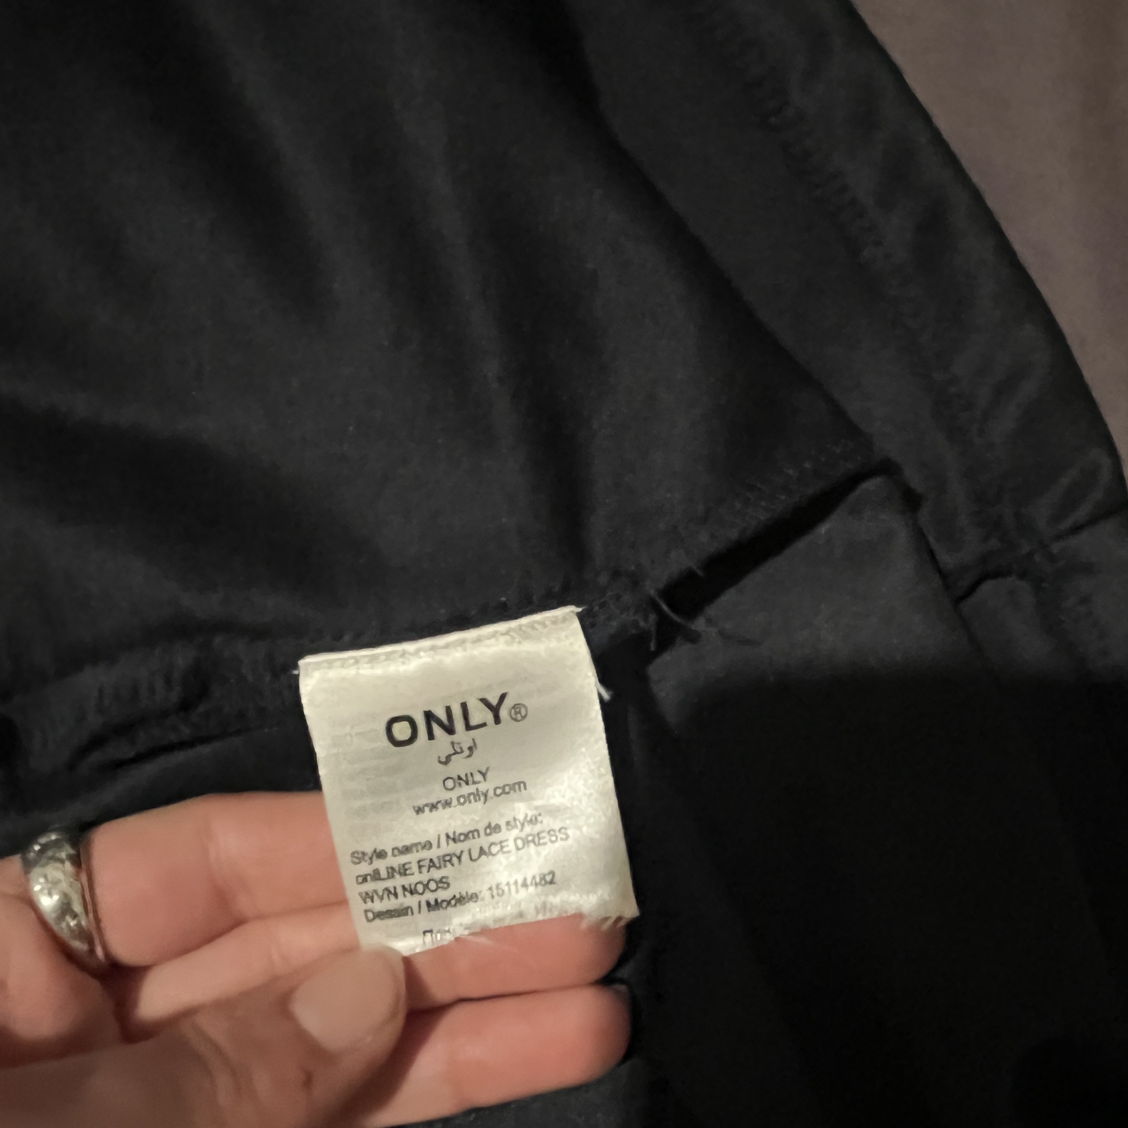 ONLY®
اونلي
ONLY
www.only.com
Style name / Nom de style:
onlLINE FAIRY LACE DRESS
WVN NOOS
Dessin / Modèle: 15114482